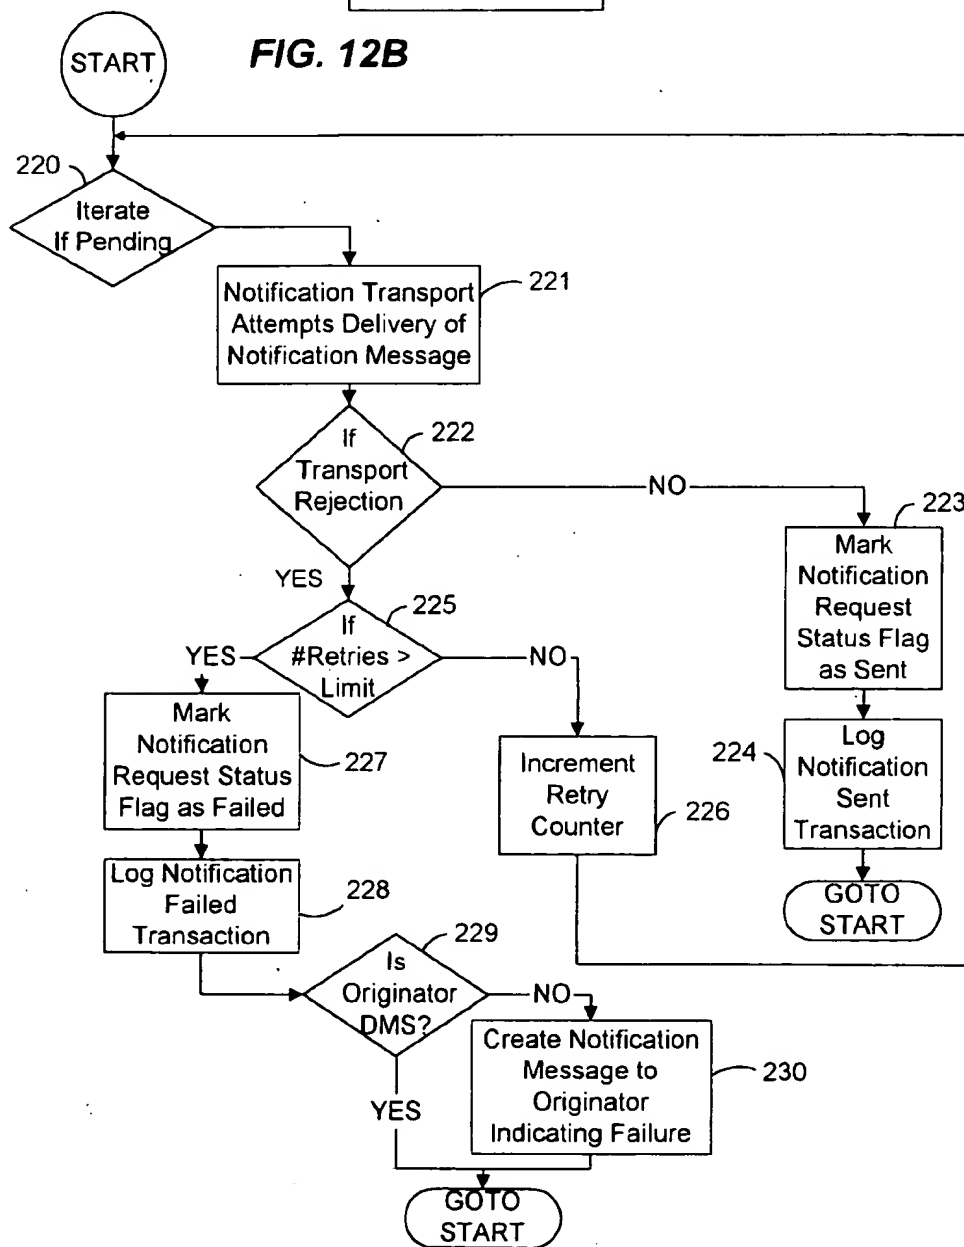 START
FIG. 12B
220
Iterate
If Pending
Notification Transport
Attempts Delivery of
Notification Message
221
If
Transport
Rejection
222
NO
223
Mark
Notification
Request
Status Flag
as Sent
YES
If
#Retries >
Limit
225
YES
NO
Mark
Notification
Request Status
Flag as Failed
227
Increment
Retry
Counter
226
224
Log
Notification
Sent
Transaction
GOTO
START
Log Notification
Failed
Transaction
228
Is
Originator
DMS?
229
NO
YES
Create Notification
Message to
Originator
Indicating Failure
230
GOTO
START